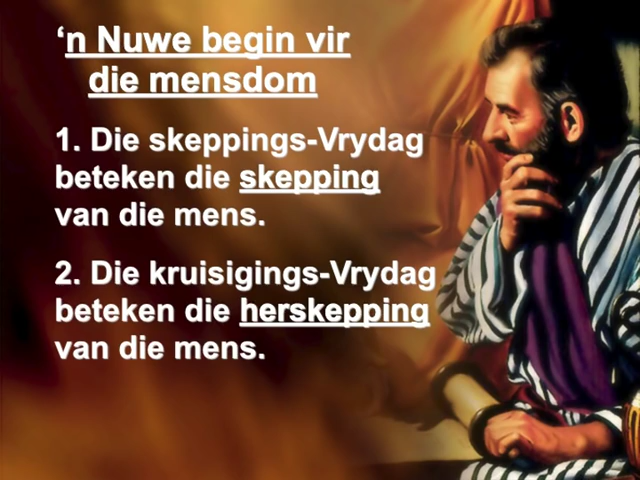 ‘n Nuwe begin vir
die mensdom
1. Die skeppings-Vrydag
beteken die skepping
van die mens.
2. Die kruisigings-Vrydag
beteken die herskepping
van die mens.